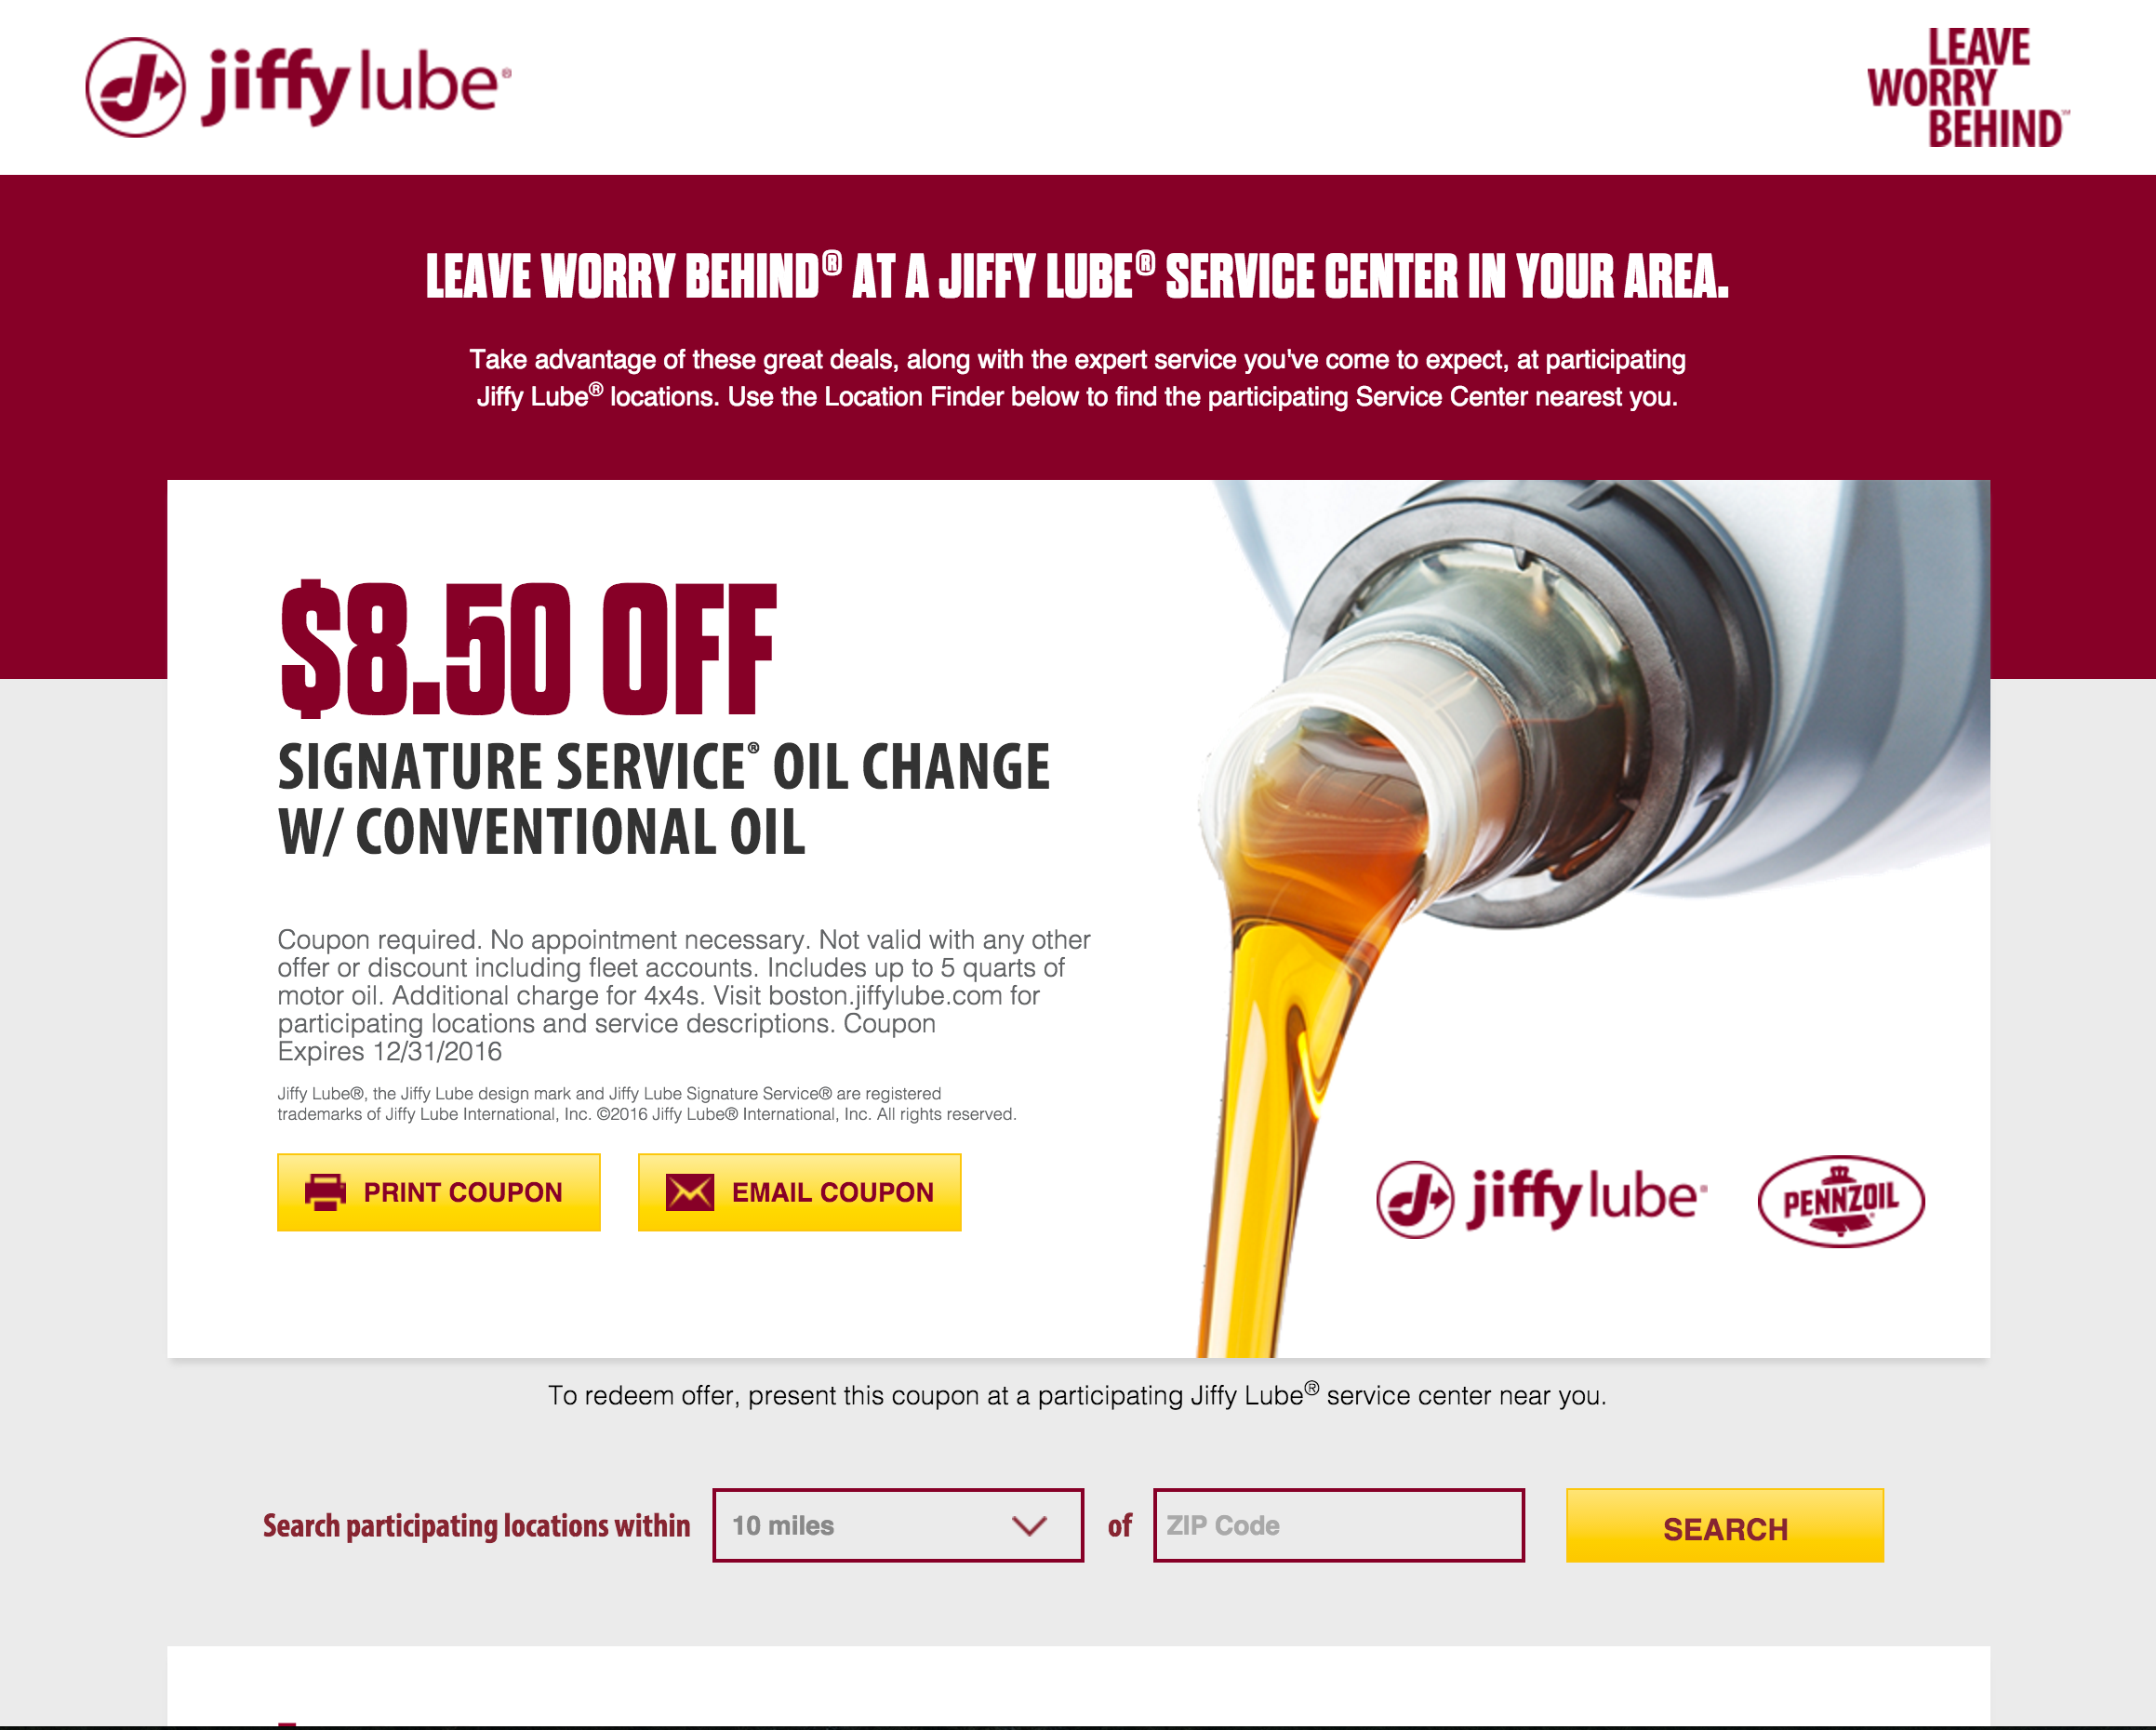 jiffy lube®
LEAVE
WORRY
BEHIND℠
LEAVE WORRY BEHIND® AT A JIFFY LUBE® SERVICE CENTER IN YOUR AREA.
Take advantage of these great deals, along with the expert service you've come to expect, at participating
Jiffy Lube® locations. Use the Location Finder below to find the participating Service Center nearest you.
$8.50 OFF
SIGNATURE SERVICE® OIL CHANGE
W/ CONVENTIONAL OIL
Coupon required. No appointment necessary. Not valid with any other
offer or discount including fleet accounts. Includes up to 5 quarts of
motor oil. Additional charge for 4x4s. Visit boston.jiffylube.com for
participating locations and service descriptions. Coupon
Expires 12/31/2016
Jiffy Lube®, the Jiffy Lube design mark and Jiffy Lube Signature Service® are registered
trademarks of Jiffy Lube International, Inc. ©2016 Jiffy Lube® International, Inc. All rights reserved.
PRINT COUPON
EMAIL COUPON
jiffy lube®
PENNZOIL®
To redeem offer, present this coupon at a participating Jiffy Lube® service center near you.
Search participating locations within
10 miles
of
ZIP Code
SEARCH